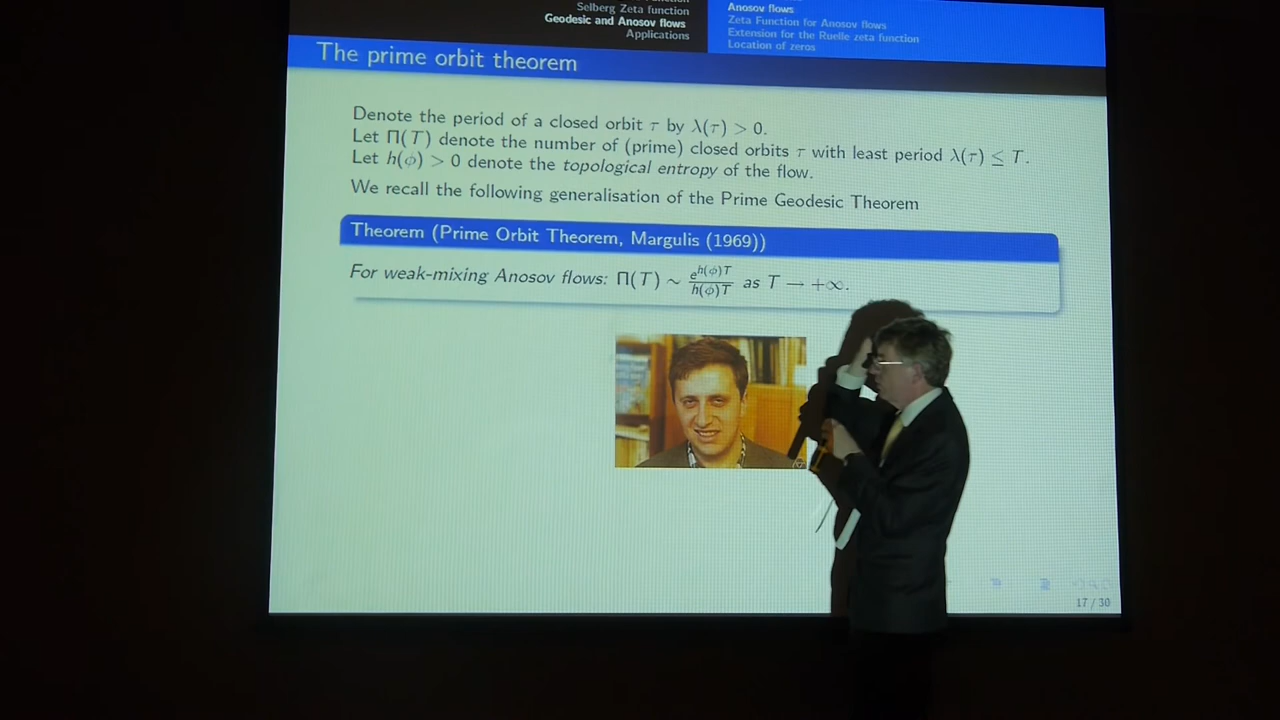 Selberg Zeta function
Geodesic and Anosov flows
Applications
Anosov flows
Zeta Function for Anosov flows
Extension for the Ruelle zeta function
Location of zeros
The prime orbit theorem
Denote the period of a closed orbit τ by λ(τ) > 0.
Let Π(T) denote the number of (prime) closed orbits τ with least period λ(τ) ≤ T.
Let h(ϕ) > 0 denote the topological entropy of the flow.
We recall the following generalisation of the Prime Geodesic Theorem
Theorem (Prime Orbit Theorem, Margulis (1969))
For weak-mixing Anosov flows: Π(T) ∼ e^{h(ϕ)T}/h(ϕ)T as T → +∞.
17 / 30